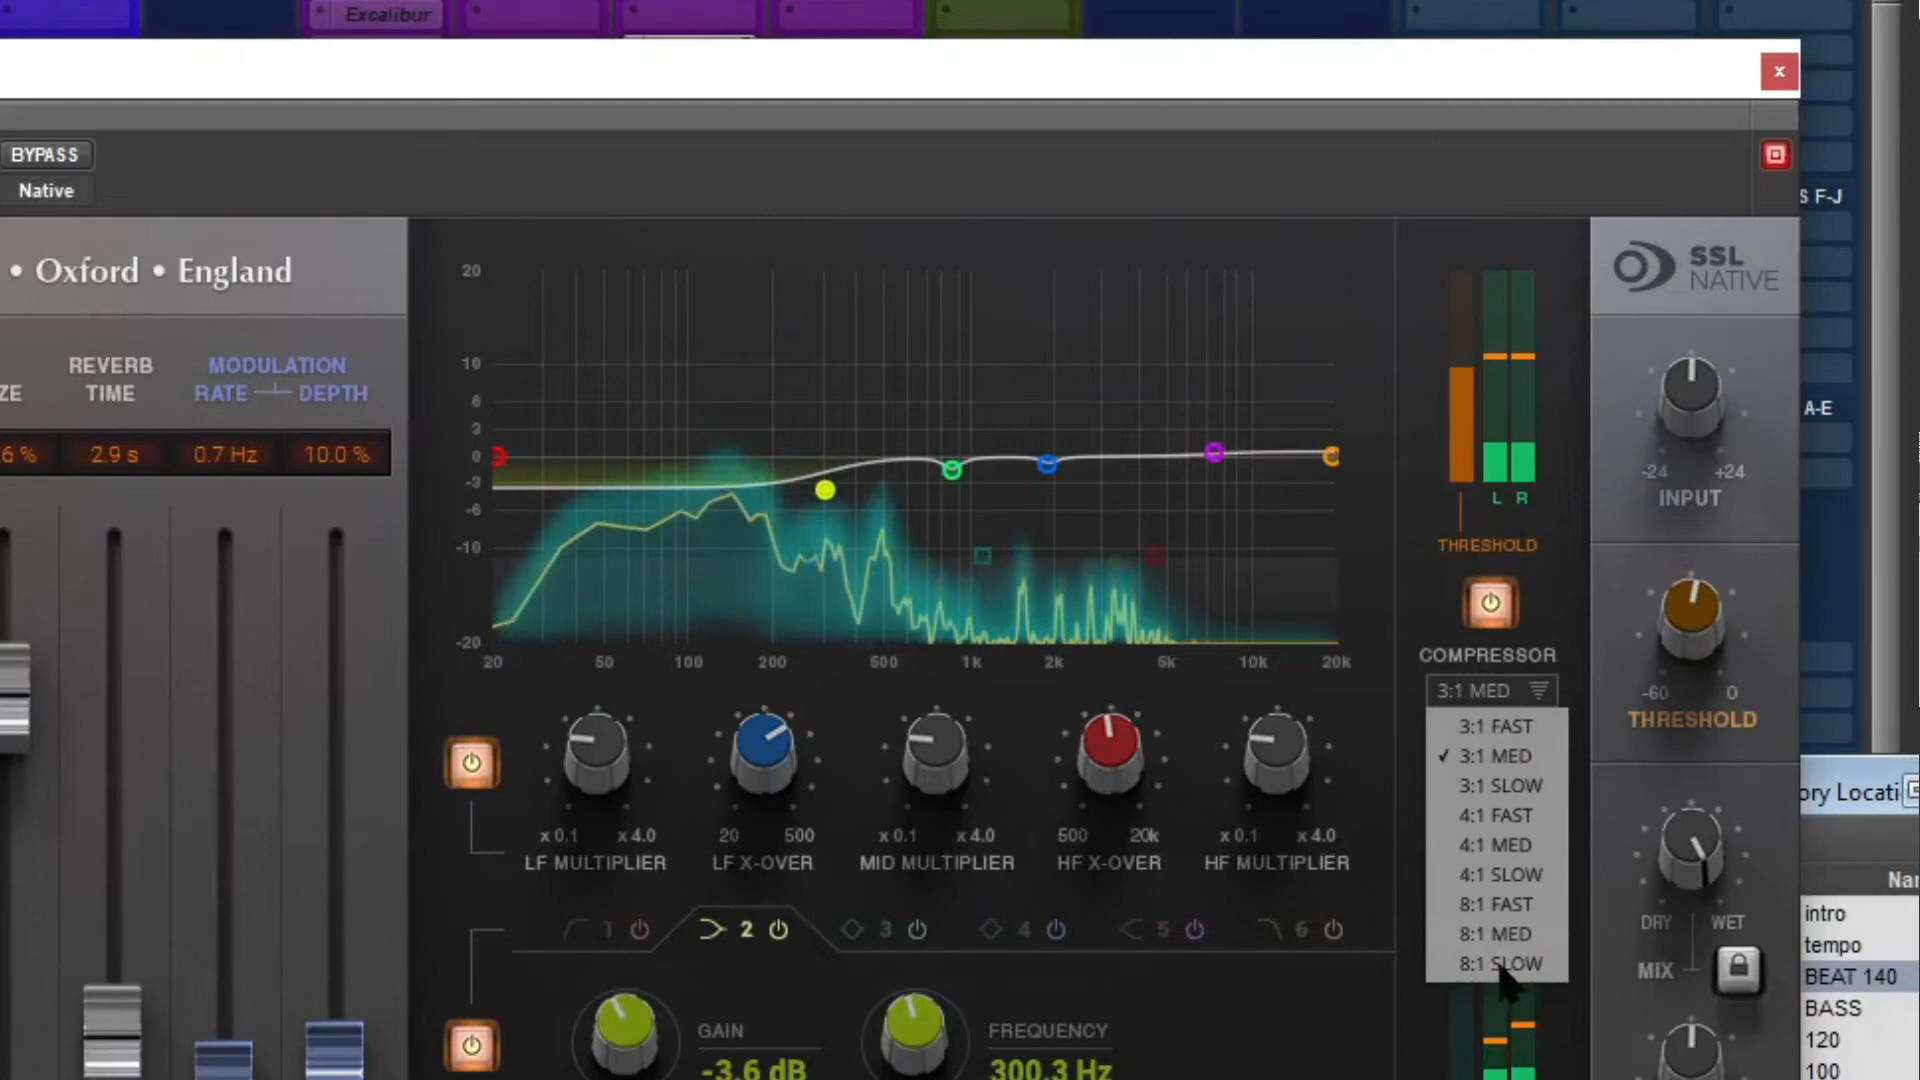 Excalibur
x
BYPASS
Native
S F-J
• Oxford • England
SSL
NATIVE
REVERB
TIME
MODULATION
RATE DEPTH
ZE
6 %
2.9 s
0.7 Hz
10.0 %
20
10
6
3
0
-3
-6
-10
-20
20 50 100 200 500 1k 2k 5k 10k 20k
L R
THRESHOLD
COMPRESSOR
3:1 MED
3:1 FAST
✓ 3:1 MED
3:1 SLOW
4:1 FAST
4:1 MED
4:1 SLOW
8:1 FAST
8:1 MED
8:1 SLOW
-24 +24
INPUT
A-E
-60 0
THRESHOLD
DRY WET
MIX
x 0.1 x 4.0
LF MULTIPLIER
20 500
LF X-OVER
x 0.1 x 4.0
MID MULTIPLIER
500 20k
HF X-OVER
x 0.1 x 4.0
HF MULTIPLIER
1 2 3 4 5 6
GAIN
-3.6 dB
FREQUENCY
300.3 Hz
ory Locati
Nar
intro
tempo
BEAT 140
BASS
120
100